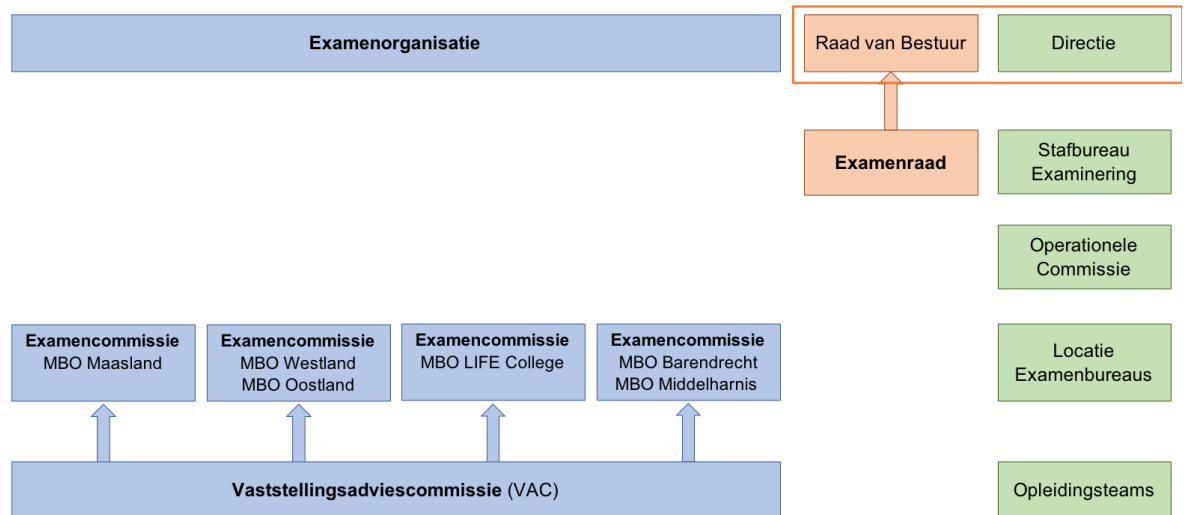 Examenorganisatie
Raad van Bestuur
Directie
Examenraad
Stafbureau
Examinering
Operationele
Commissie
Examencommissie
MBO Maasland
Examencommissie
MBO Westland
MBO Oostland
Examencommissie
MBO LIFE College
Examencommissie
MBO Barendrecht
MBO Middelharnis
Locatie
Examenbureaus
Vaststellingsadviescommissie (VAC)
Opleidingsteams